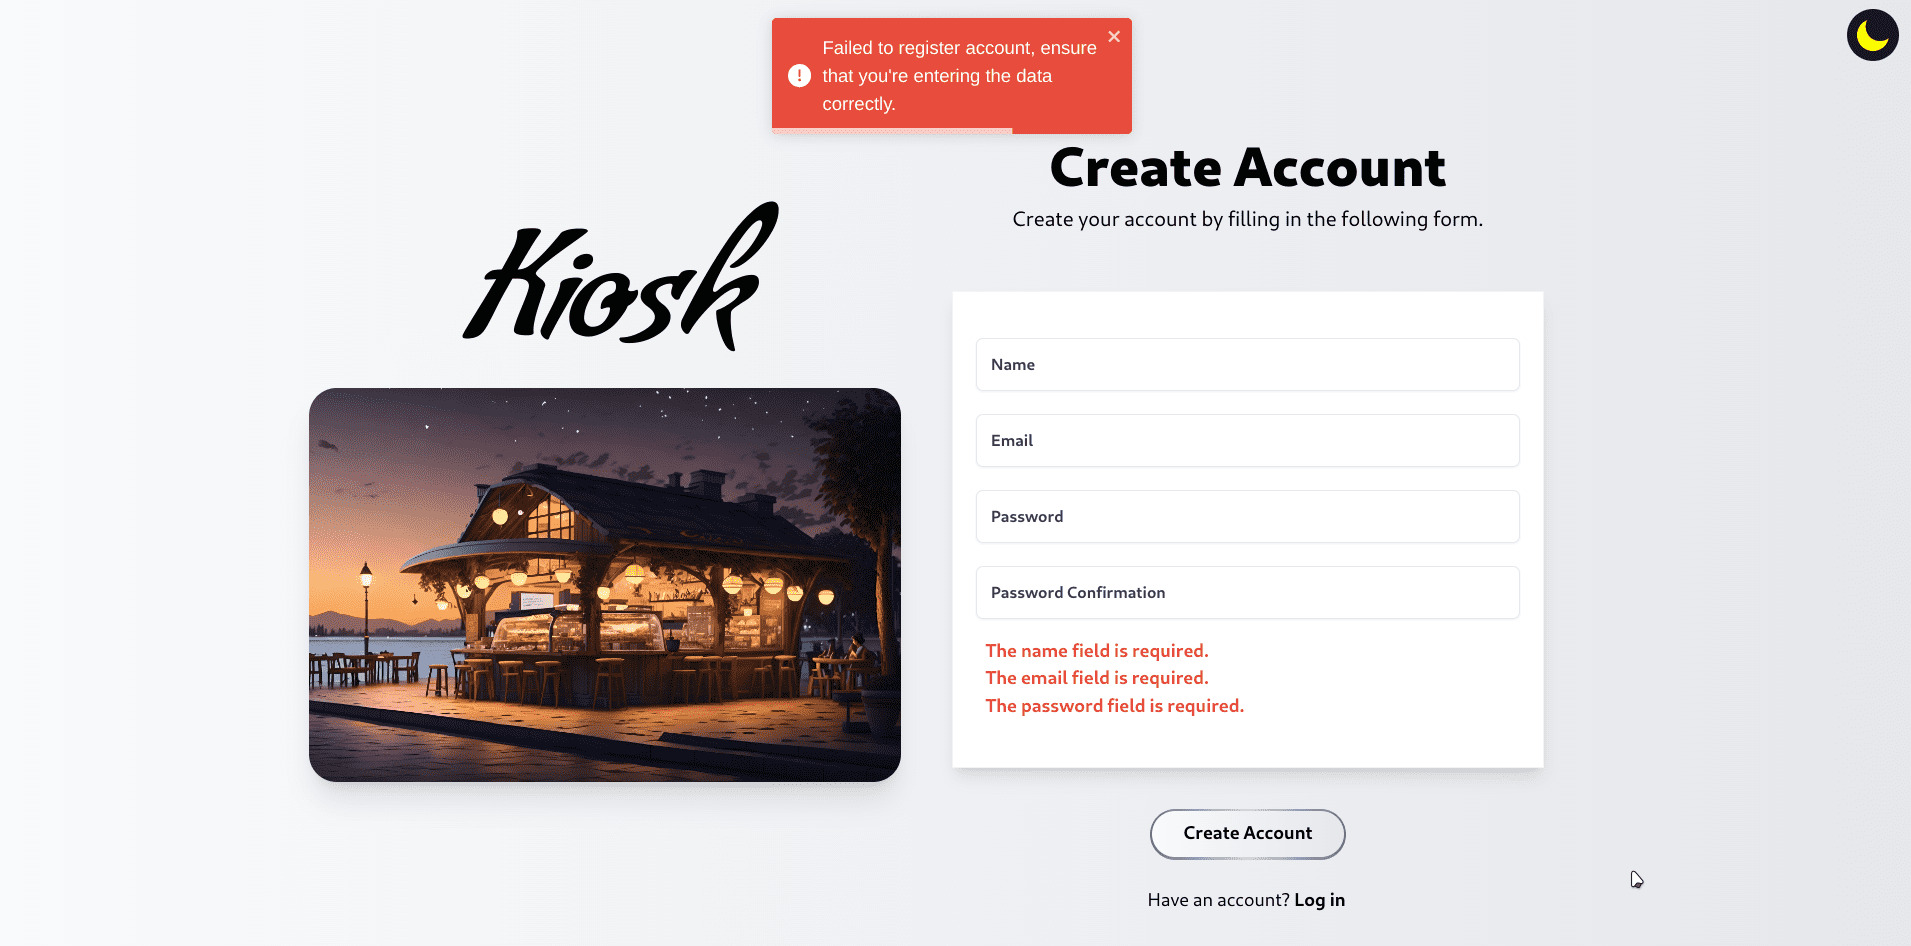 Failed to register account, ensure
that you're entering the data
correctly.
Create Account
Create your account by filling in the following form.
Kiosk
Name
Email
Password
Password Confirmation
The name field is required.
The email field is required.
The password field is required.
Create Account
Have an account? Log in